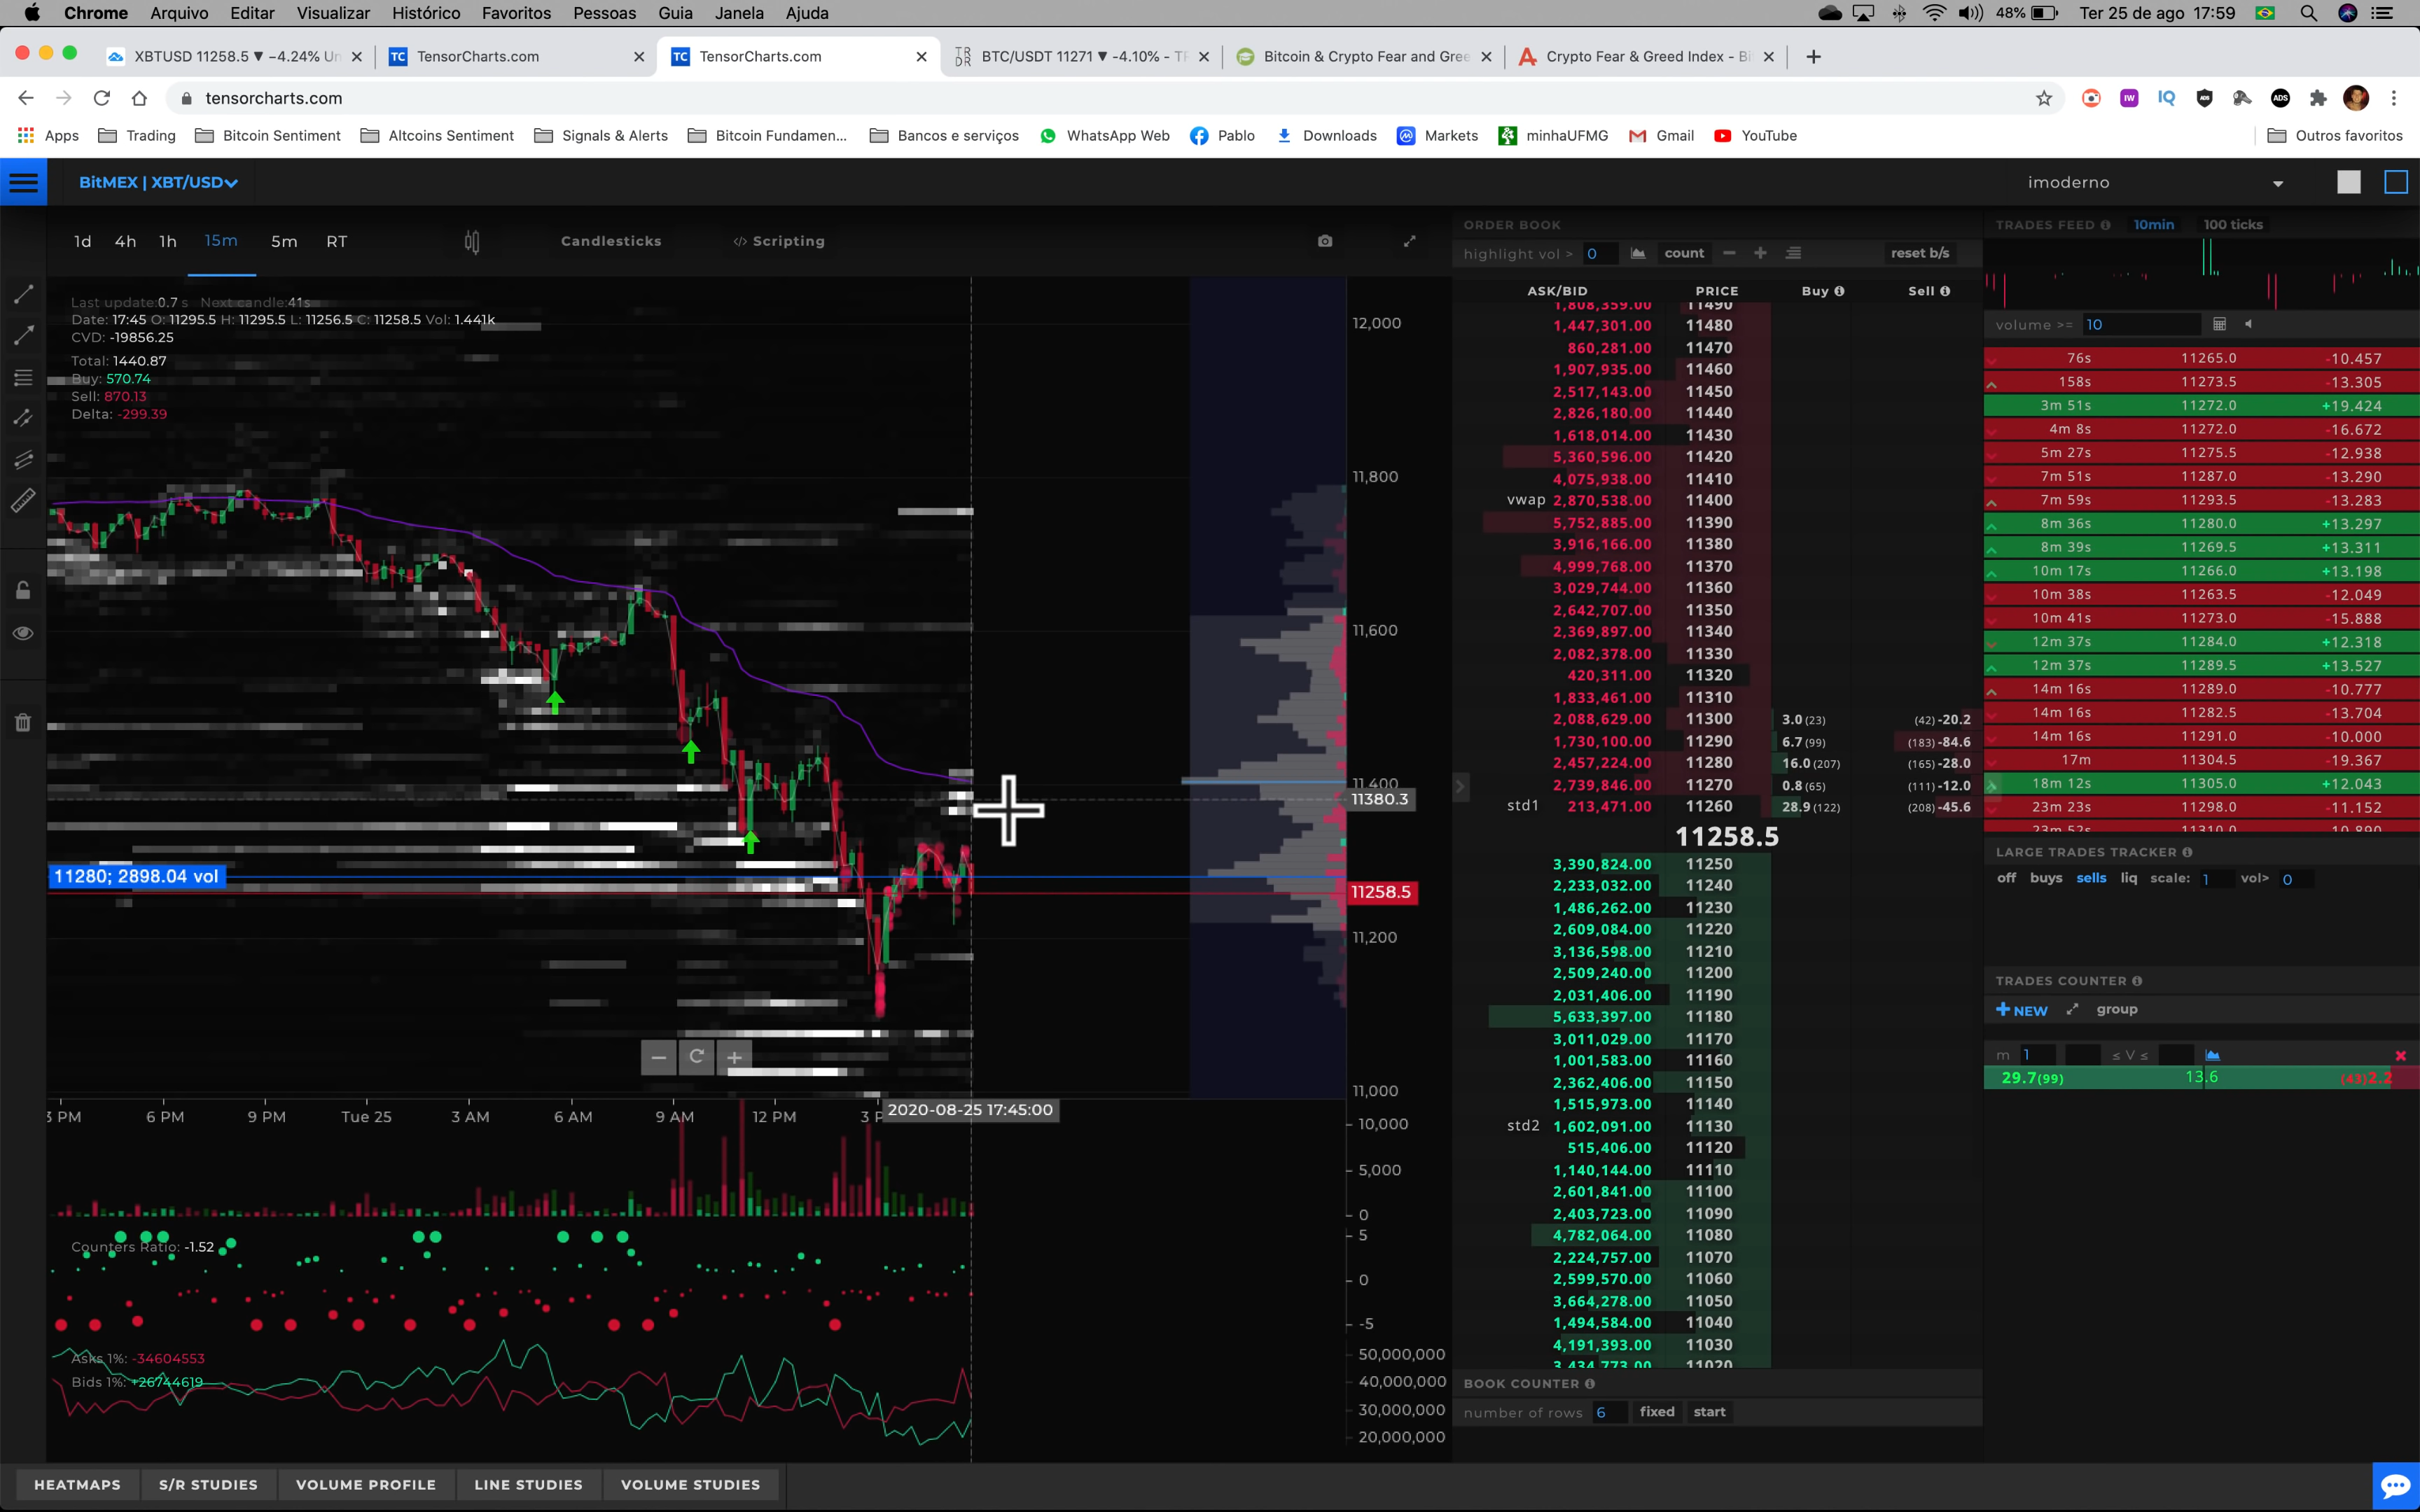 Chrome Arquivo Editar Visualizar Histórico Favoritos Pessoas Guia Janela Ajuda 48% Ter 25 de ago 17:59
XBTUSD 11258.5 ▼ −4.24% Un TensorCharts.com TensorCharts.com BTC/USDT 11271 ▼ -4.10% - Bitcoin & Crypto Fear and Gree Crypto Fear & Greed Index - Bi
tensorcharts.com
Apps Trading Bitcoin Sentiment Altcoins Sentiment Signals & Alerts Bitcoin Fundamen... Bancos e serviços WhatsApp Web Pablo Downloads Markets minhaUFMG Gmail YouTube Outros favoritos
BitMEX | XBT/USD imoderno
1d 4h 1h 15m 5m RT Candlesticks </> Scripting
Last update:0.7 s Next candle:41s
Date: 17:45 O: 11295.5 H: 11295.5 L: 11256.5 C: 11258.5 Vol: 1.441k
CVD: -19856.25
Total: 1440.87
Buy: 570.74
Sell: 870.13
Delta: -299.39
12,000
11,800
11,600
11,400
11380.3
11280; 2898.04 vol
11258.5
11,200
11,000
3 PM 6 PM 9 PM Tue 25 3 AM 6 AM 9 AM 12 PM 3 P 2020-08-25 17:45:00
10,000
5,000
0
Counters Ratio: -1.52
5
0
-5
Asks 1%: -34604553
Bids 1%: +26744619
50,000,000
40,000,000
30,000,000
20,000,000
HEATMAPS S/R STUDIES VOLUME PROFILE LINE STUDIES VOLUME STUDIES
ORDER BOOK
highlight vol > 0 count reset b/s
ASK/BID PRICE Buy Sell
1,808,359.00 11490
1,447,301.00 11480
860,281.00 11470
1,907,935.00 11460
2,517,143.00 11450
2,826,180.00 11440
1,618,014.00 11430
5,360,596.00 11420
4,075,938.00 11410
vwap 2,870,538.00 11400
5,752,885.00 11390
3,916,166.00 11380
4,999,768.00 11370
3,029,744.00 11360
2,642,707.00 11350
2,369,897.00 11340
2,082,378.00 11330
420,311.00 11320
1,833,461.00 11310
2,088,629.00 11300 3.0 (23) (42) -20.2
1,730,100.00 11290 6.7 (99) (183) -84.6
2,457,224.00 11280 16.0 (207) (165) -28.0
2,739,846.00 11270 0.8 (65) (111) -12.0
std1 213,471.00 11260 28.9 (122) (208) -45.6
11258.5
3,390,824.00 11250
2,233,032.00 11240
1,486,262.00 11230
2,609,084.00 11220
3,136,598.00 11210
2,509,240.00 11200
2,031,406.00 11190
5,633,397.00 11180
3,011,029.00 11170
1,001,583.00 11160
2,362,406.00 11150
1,515,973.00 11140
std2 1,602,091.00 11130
515,406.00 11120
1,140,144.00 11110
2,601,841.00 11100
2,403,723.00 11090
4,782,064.00 11080
2,224,757.00 11070
2,599,570.00 11060
3,664,278.00 11050
1,494,584.00 11040
4,191,393.00 11030
3,434,773.00 11020
BOOK COUNTER
number of rows 6 fixed start
TRADES FEED 10min 100 ticks
volume >= 10
76s 11265.0 -10.457
158s 11273.5 -13.305
3m 51s 11272.0 +19.424
4m 8s 11272.0 -16.672
5m 27s 11275.5 -12.938
7m 51s 11287.0 -13.290
7m 59s 11293.5 -13.283
8m 36s 11280.0 +13.297
8m 39s 11269.5 +13.311
10m 17s 11266.0 +13.198
10m 38s 11263.5 -12.049
10m 41s 11273.0 -15.888
12m 37s 11284.0 +12.318
12m 37s 11289.5 +13.527
14m 16s 11289.0 -10.777
14m 16s 11282.5 -13.704
14m 16s 11291.0 -10.000
17m 11304.5 -19.367
18m 12s 11305.0 +12.043
23m 23s 11298.0 -11.152
23m 52s 11310.0 -10.890
LARGE TRADES TRACKER
off buys sells liq scale: 1 vol> 0
TRADES COUNTER
+ NEW group
m 1 ≤ V ≤
29.7(99) 13.6 (43)2.2